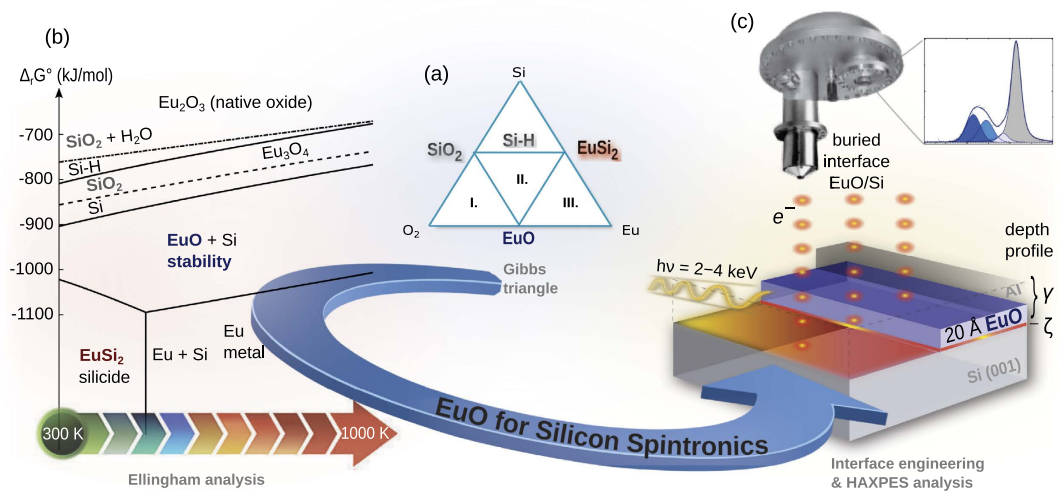 (b)
ΔrG° (kJ/mol)
-700
-800
-900
-1000
-1100
Eu2O3 (native oxide)
SiO2 + H2O
Si-H
Eu3O4
SiO2
Si
EuO + Si
stability
EuSi2
silicide
Eu + Si
Eu
metal
300 K
1000 K
Ellingham analysis
(a)
Si
SiO2
Si-H
EuSi2
I.
II.
III.
O2
EuO
Eu
Gibbs
triangle
EuO for Silicon Spintronics
(c)
buried
interface
EuO/Si
e−
hν = 2−4 keV
depth
profile
Al
γ
20 Å EuO
ζ
Si (001)
Interface engineering
& HAXPES analysis